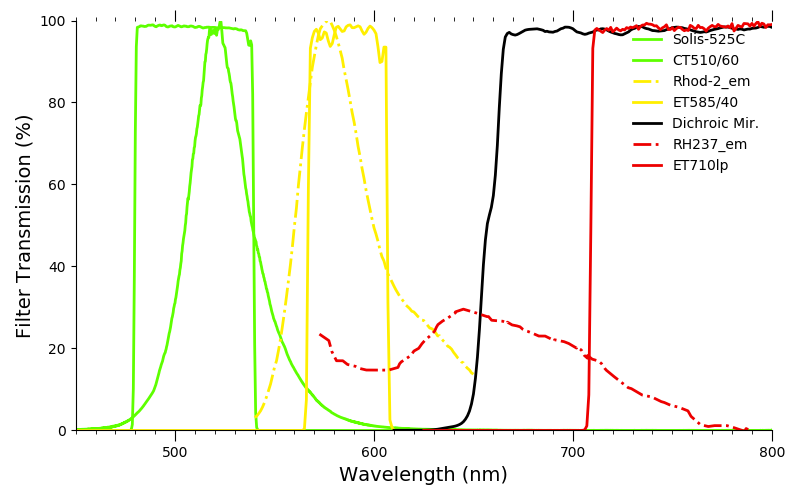 100
80
60
40
20
0
Filter Transmission (%)
500
600
700
800
Wavelength (nm)
Solis-525C
CT510/60
Rhod-2_em
ET585/40
Dichroic Mir.
RH237_em
ET710lp